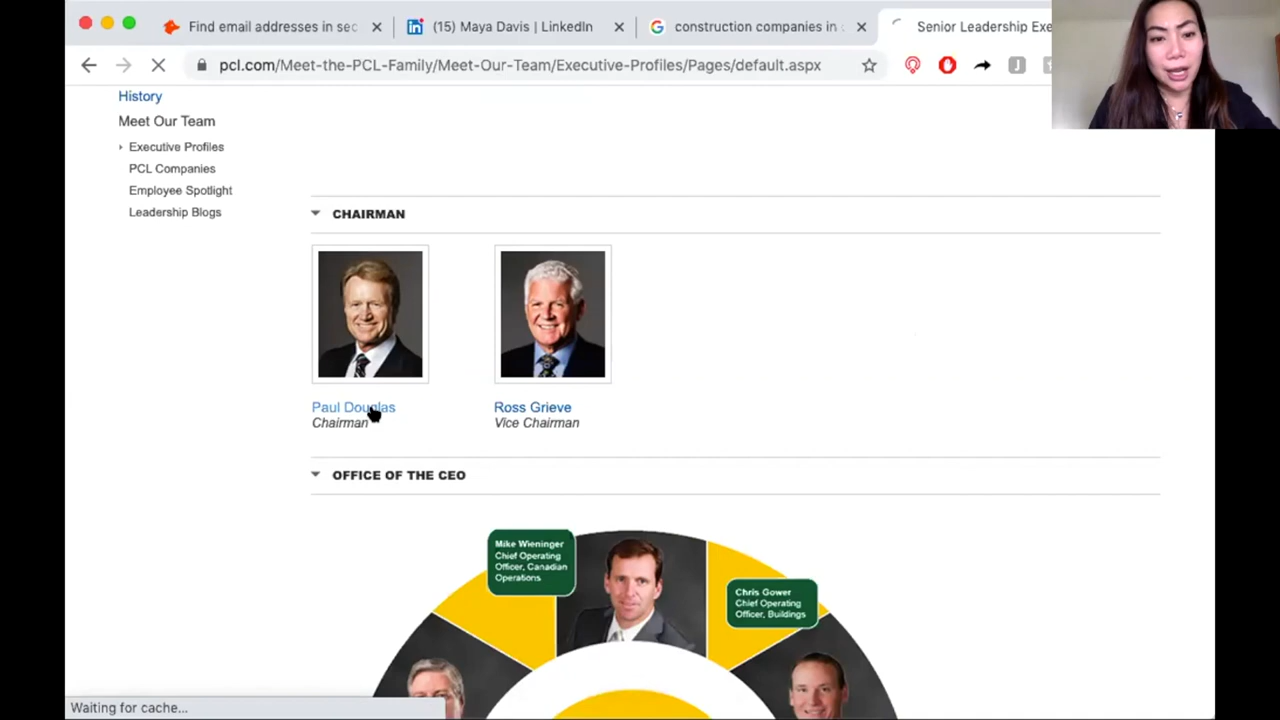 Find email addresses in sec
(15) Maya Davis | LinkedIn
construction companies in
Senior Leadership Exe
pcl.com/Meet-the-PCL-Family/Meet-Our-Team/Executive-Profiles/Pages/default.aspx
History
Meet Our Team
Executive Profiles
PCL Companies
Employee Spotlight
Leadership Blogs
CHAIRMAN
Paul Douglas
Chairman
Ross Grieve
Vice Chairman
OFFICE OF THE CEO
Mike Wieninger
Chief Operating
Officer, Canadian
Operations
Chris Gower
Chief Operating
Officer, Buildings
Waiting for cache...